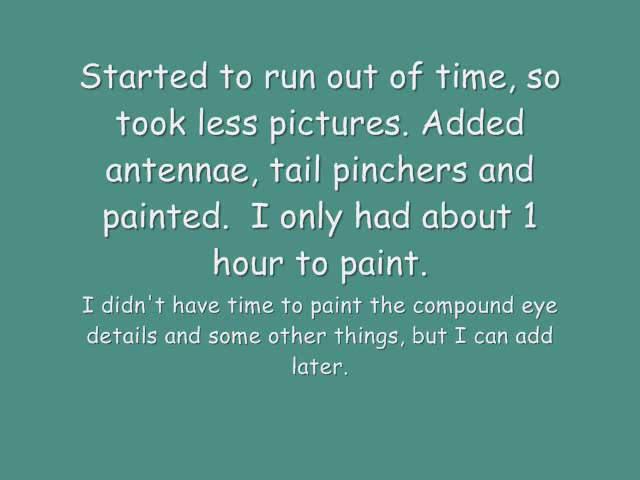 Started to run out of time, so
took less pictures. Added
antennae, tail pinchers and
painted.  I only had about 1
hour to paint.
I didn't have time to paint the compound eye
details and some other things, but I can add
later.